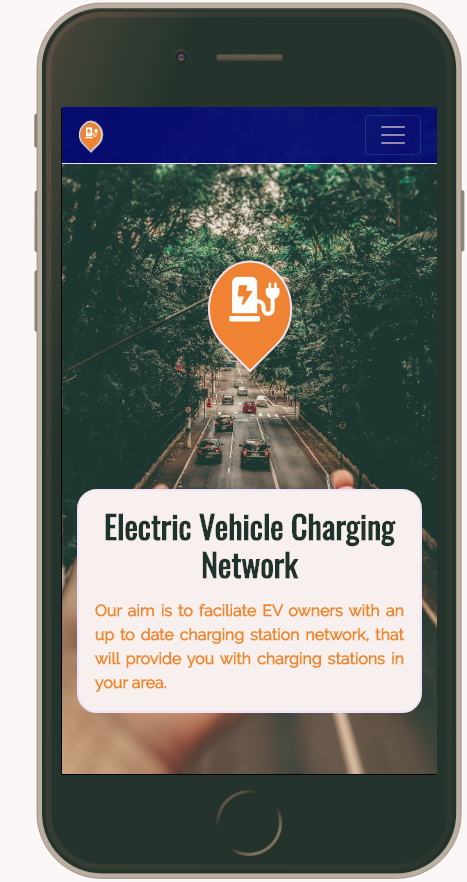 Electric Vehicle Charging
Network
Our aim is to faciliate EV owners with an
up to date charging station network, that
will provide you with charging stations in
your area.